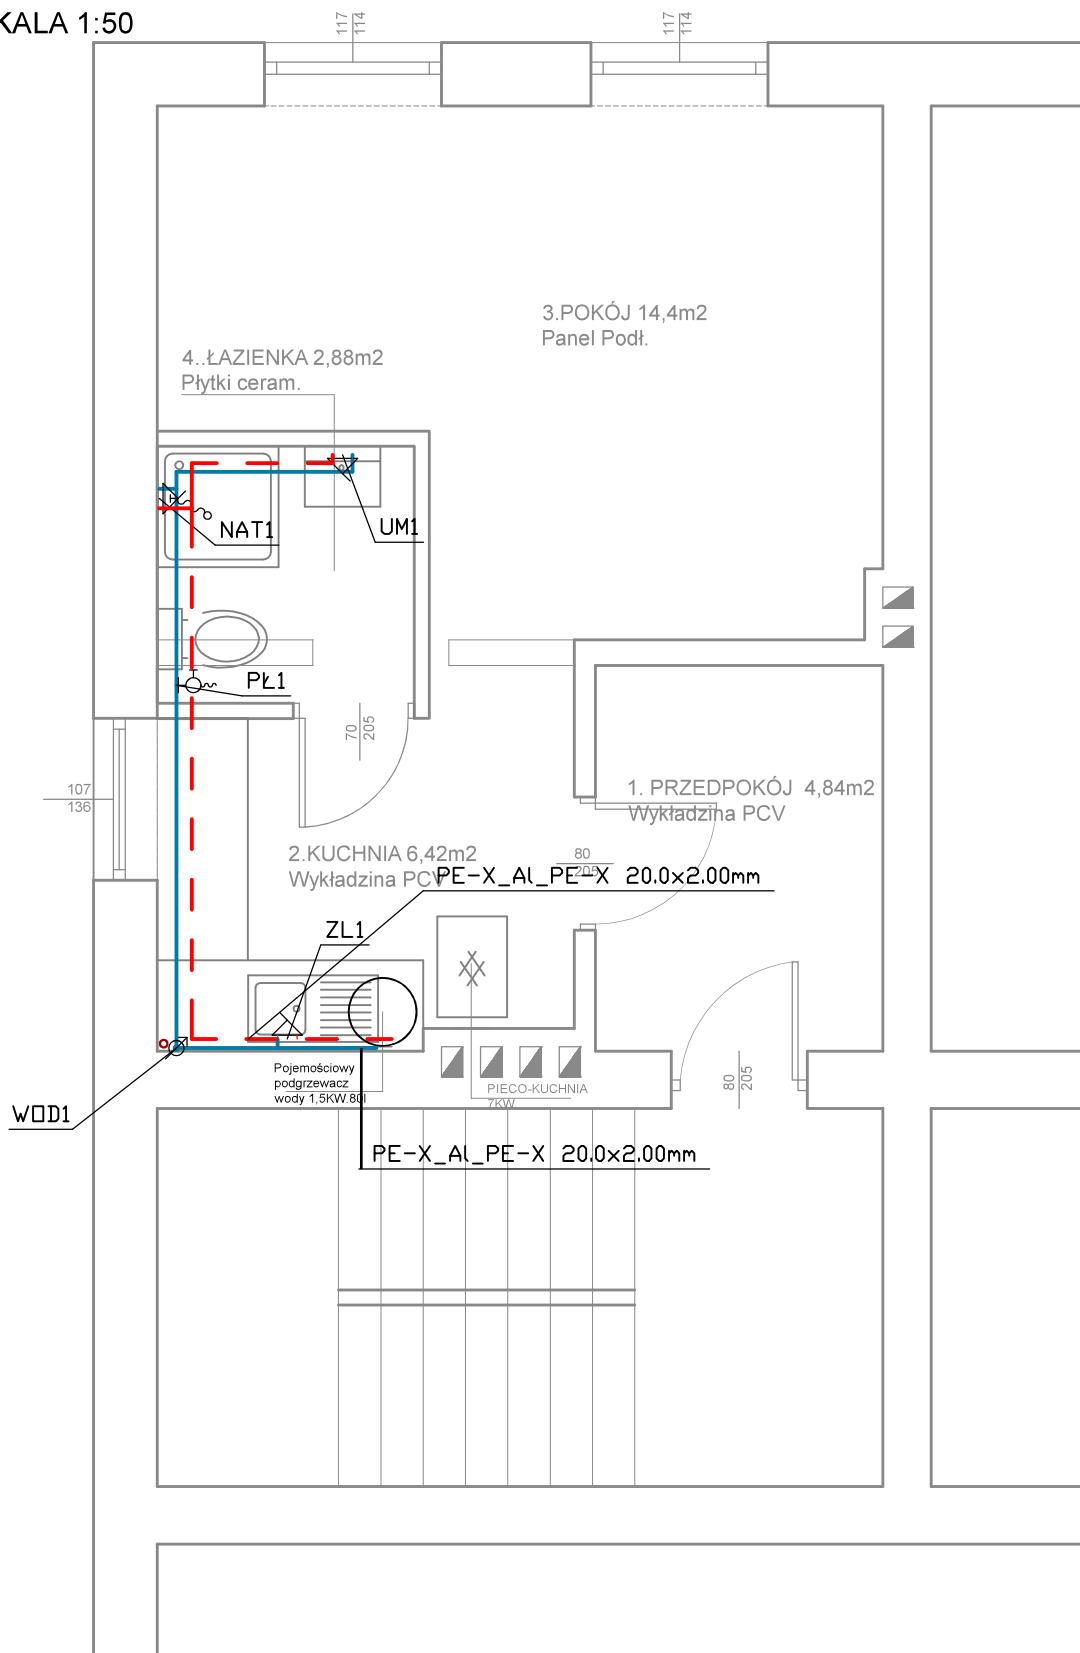 KALA 1:50
117
114
117
114
3.POKÓJ 14,4m2
Panel Podł.
4..ŁAZIENKA 2,88m2
Płytki ceram.
NAT1
UM1
PŁ1
70
205
107
136
1. PRZEDPOKÓJ 4,84m2
Wykładzina PCV
2.KUCHNIA 6,42m2
Wykładzina PCV
80
205
PE-X_Al_PE-X 20.0x2.00mm
ZL1
Pojemościowy
podgrzewacz
wody 1,5KW.80l
PIECO-KUCHNIA
7KW
80
205
WOD1
PE-X_Al_PE-X 20.0x2.00mm